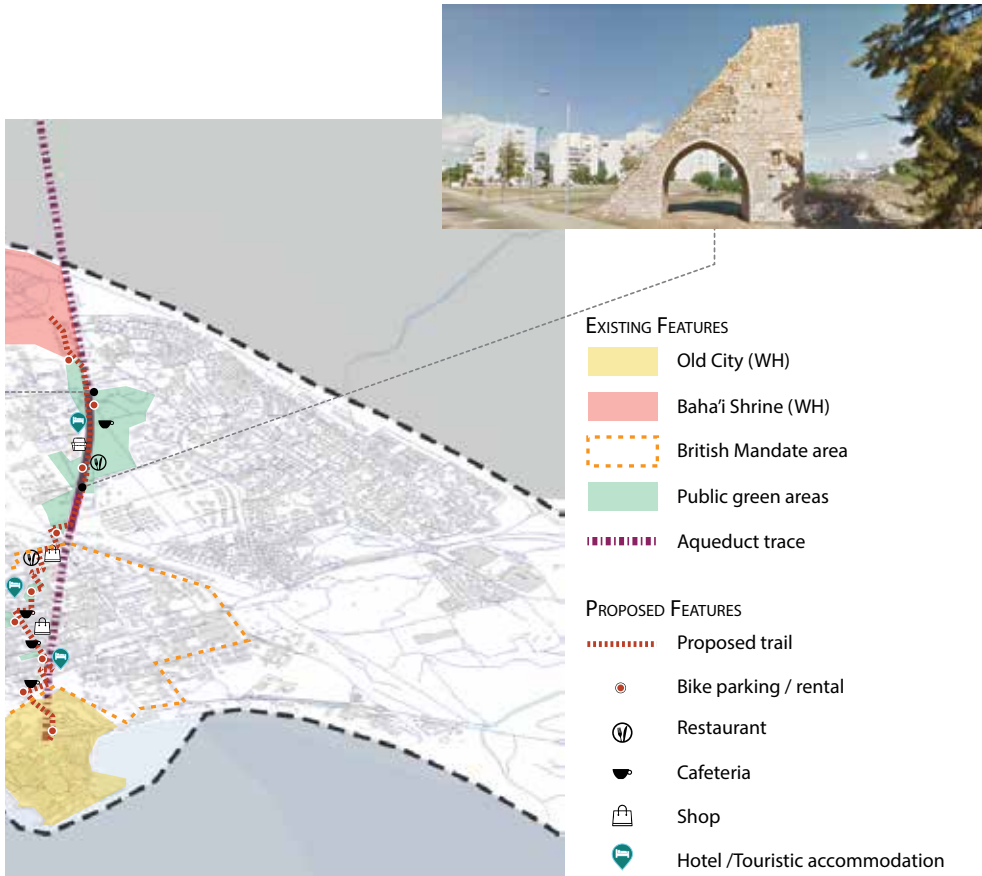 EXISTING FEATURES
Old City (WH)
Baha'i Shrine (WH)
British Mandate area
Public green areas
Aqueduct trace
PROPOSED FEATURES
Proposed trail
Bike parking / rental
Restaurant
Cafeteria
Shop
Hotel /Touristic accommodation